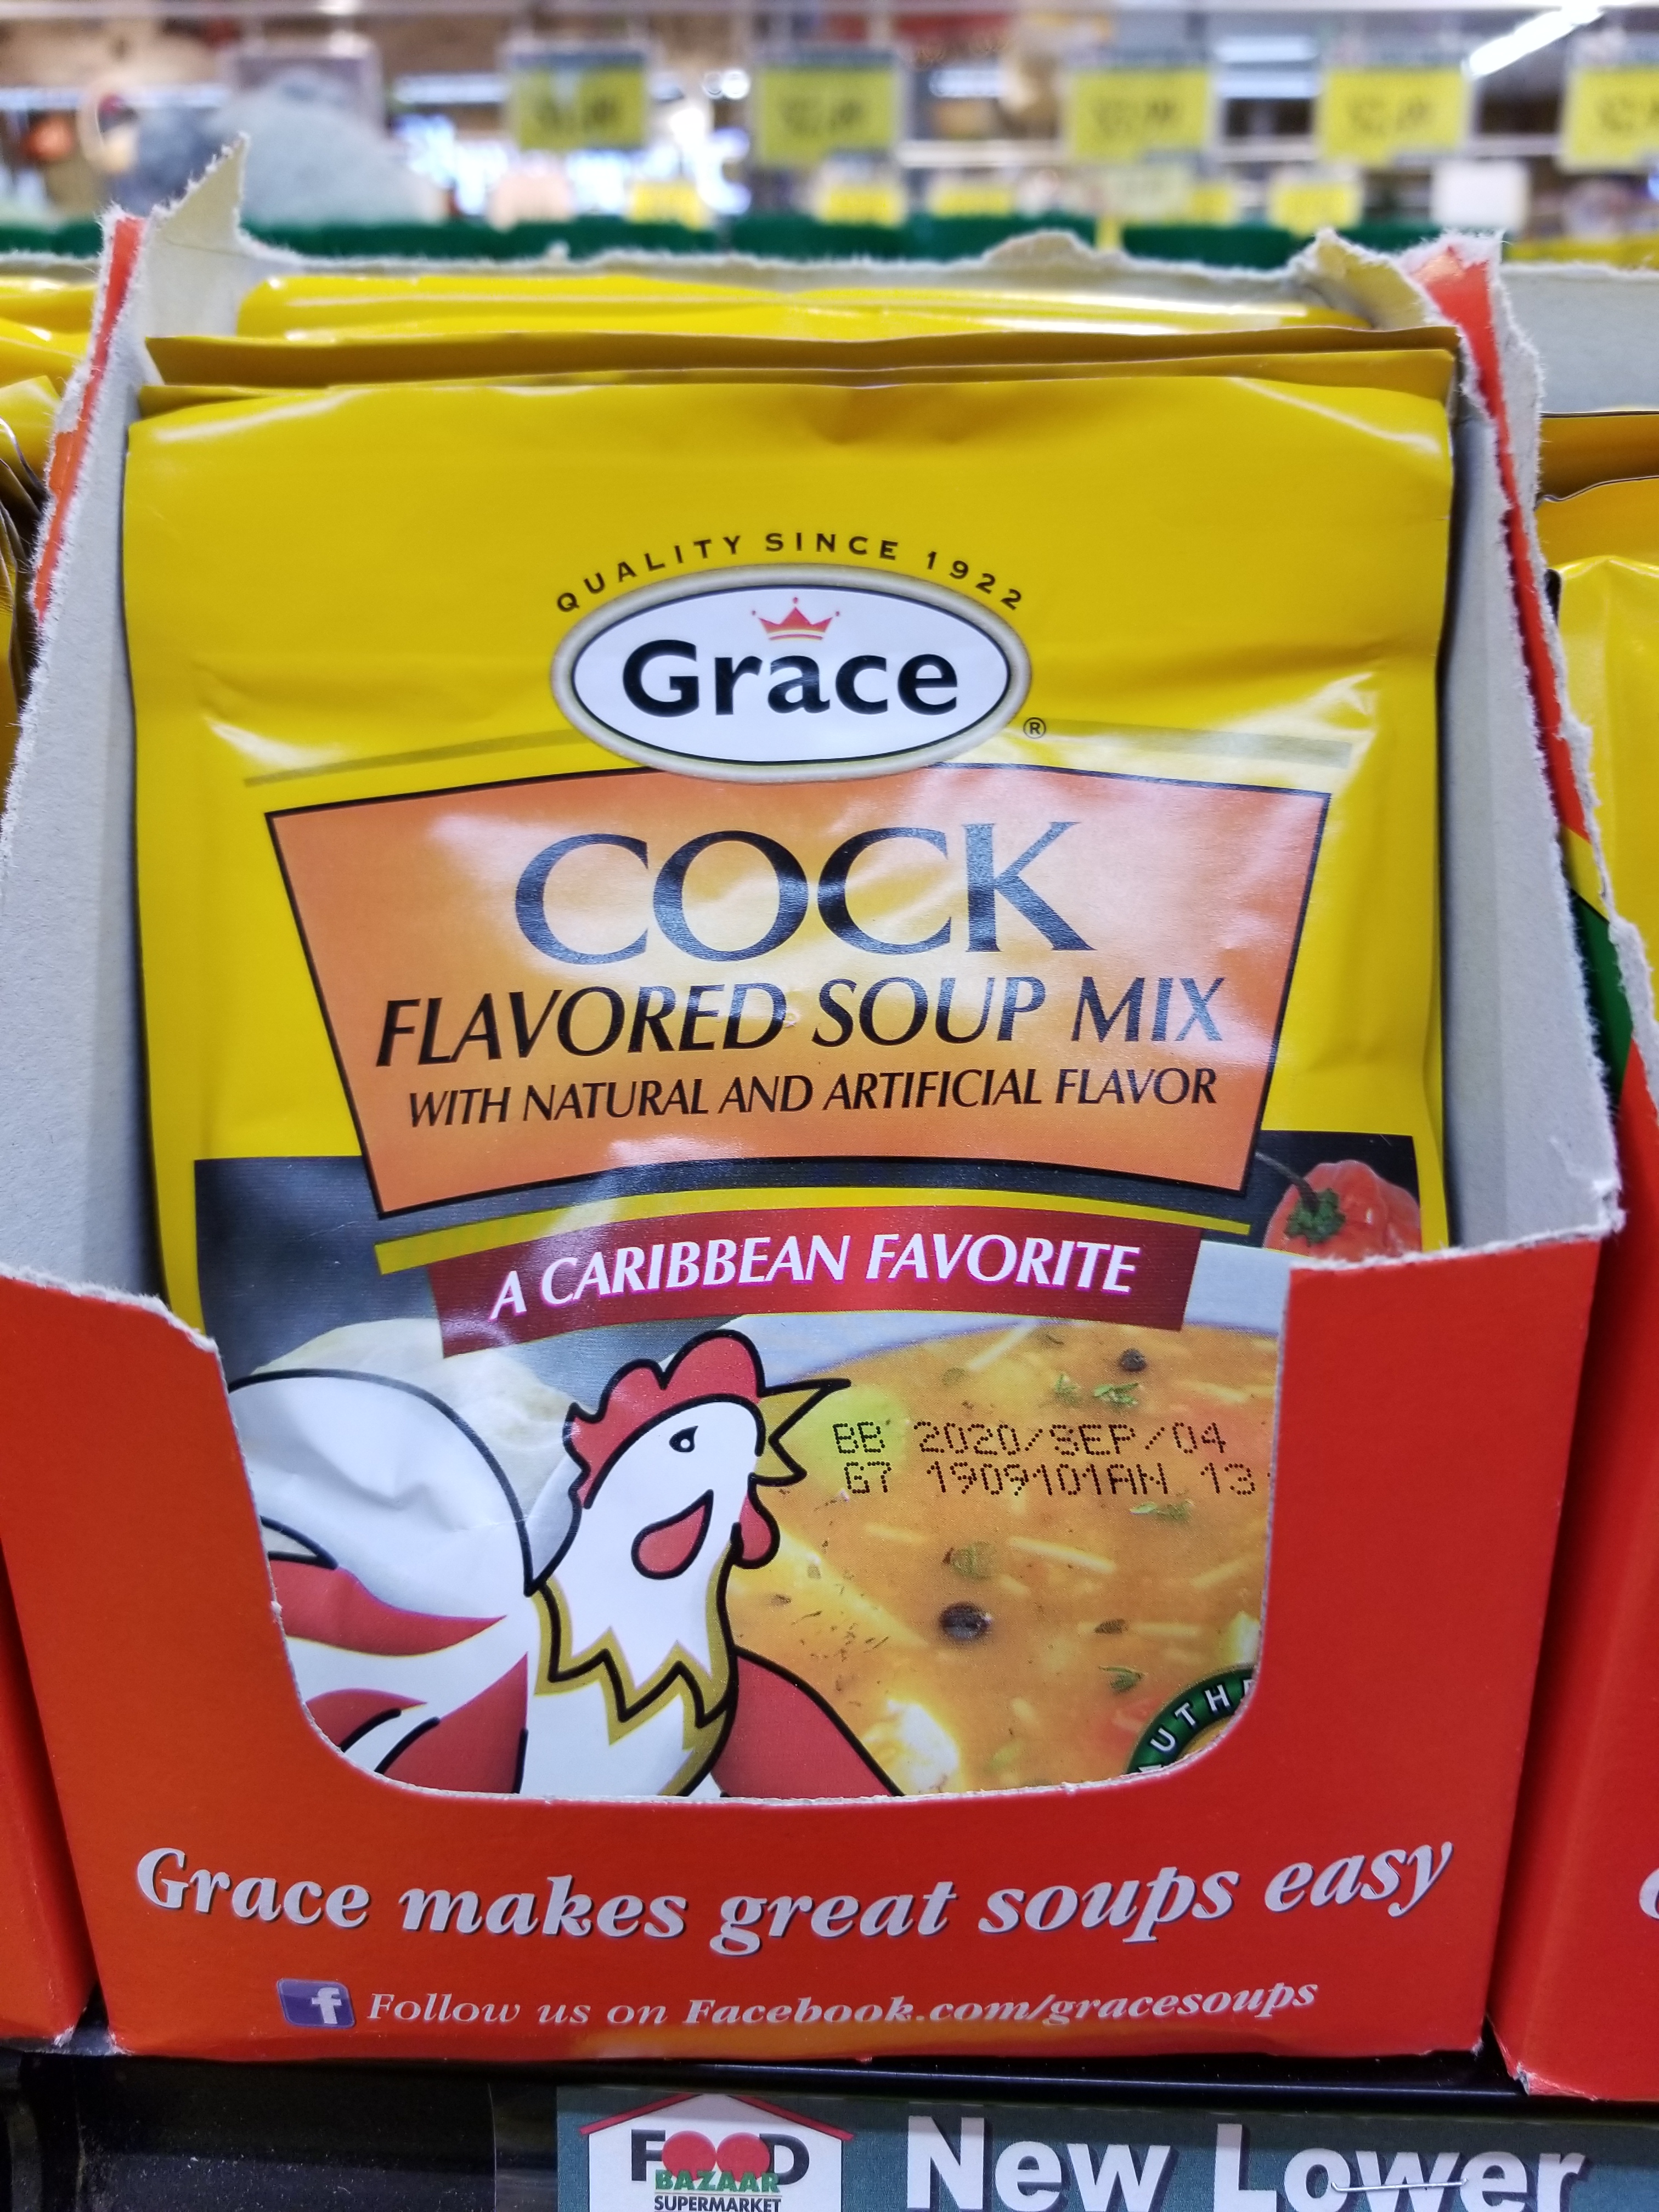 QUALITY SINCE 1922
Grace
®
COCK
FLAVORED SOUP MIX
WITH NATURAL AND ARTIFICIAL FLAVOR
A CARIBBEAN FAVORITE
BB 2020/SEP/04
G7 1909101AN 13
UTH
Grace makes great soups easy
f Follow us on Facebook.com/gracesoups
FOOD
BAZAAR
SUPERMARKET
New Lower